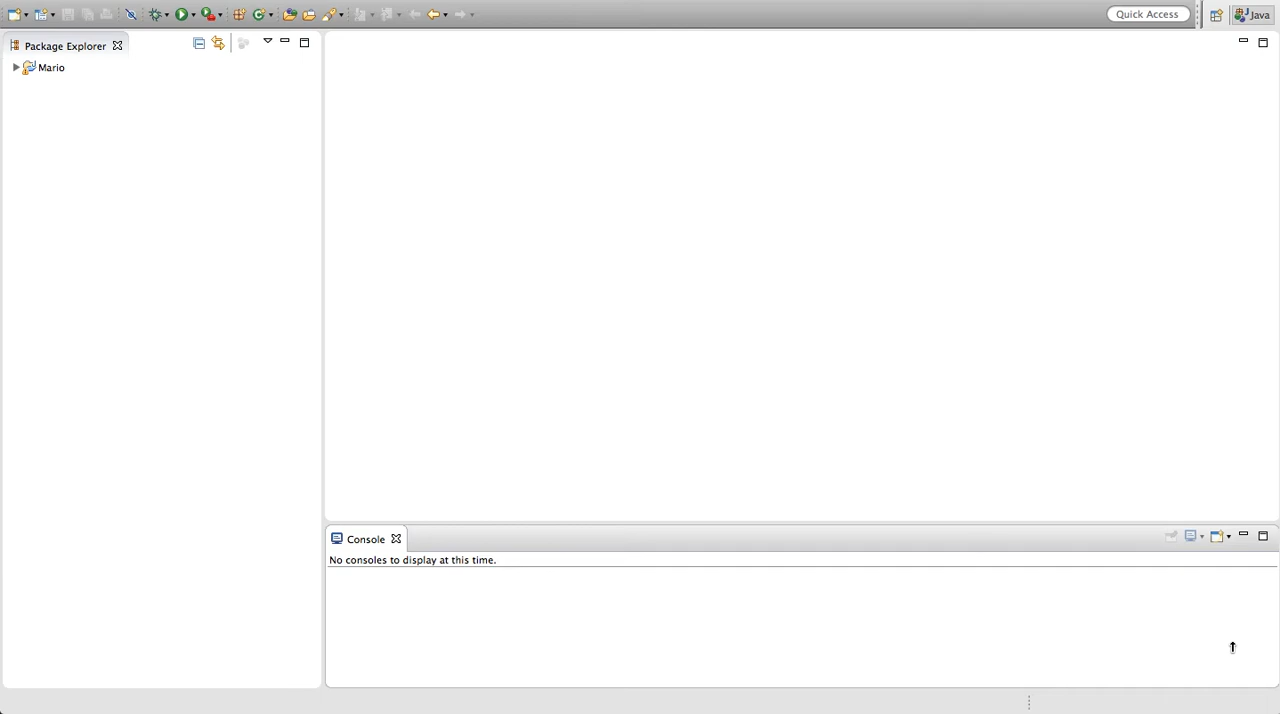 Quick Access
Java
Package Explorer
Mario
Console
No consoles to display at this time.